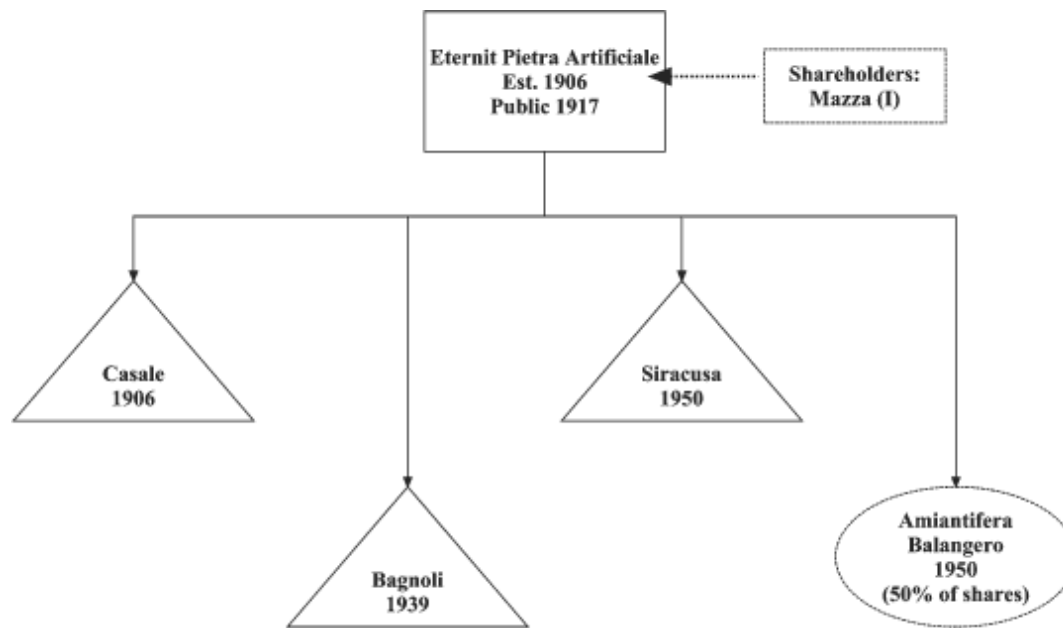 Eternit Pietra Artificiale
Est. 1906
Public 1917
Shareholders:
Mazza (I)
Casale
1906
Siracusa
1950
Bagnoli
1939
Amiantifera
Balangero
1950
(50% of shares)